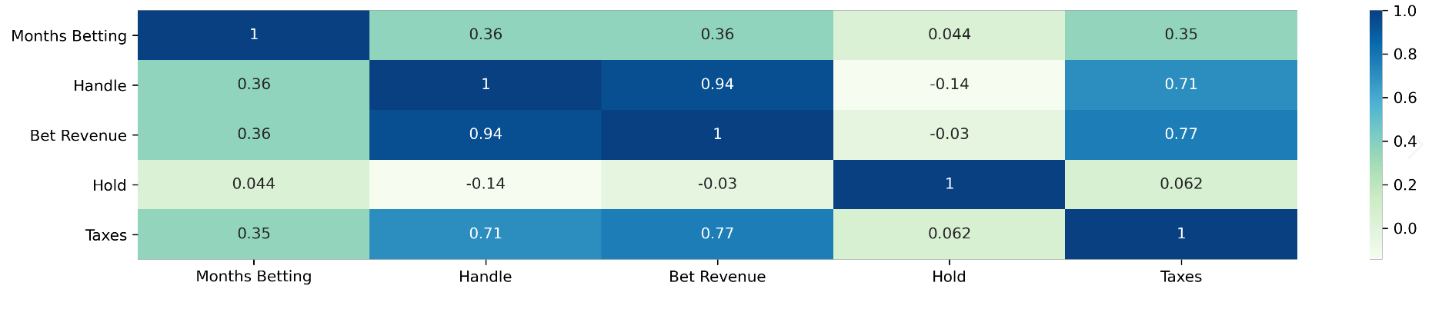 Months Betting 1 0.36 0.36 0.044 0.35
Handle 0.36 1 0.94 -0.14 0.71
Bet Revenue 0.36 0.94 1 -0.03 0.77
Hold 0.044 -0.14 -0.03 1 0.062
Taxes 0.35 0.71 0.77 0.062 1
Months Betting Handle Bet Revenue Hold Taxes
1.0
0.8
0.6
0.4
0.2
0.0